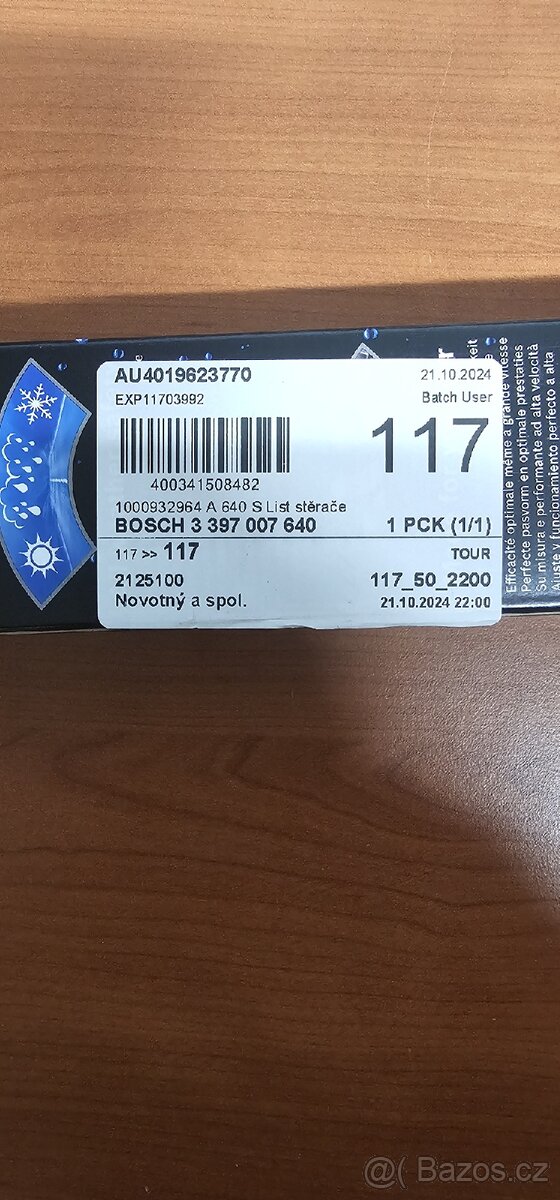 AU4019623770
21.10.2024
EXP11703992
Batch User
117
400341508482
1000932964 A 640 S List stěrače
BOSCH 3 397 007 640
1 PCK (1/1)
117 >> 117
TOUR
2125100
117_50_2200
Novotný a spol.
21.10.2024 22:00
Efficacité optimale même à grande vitesse
Perfecte pasvorm en optimale prestaties
Su misura e performante ad alta velocità
Ajuste y funcionamiento perfecto a alta
@( Bazoš.cz